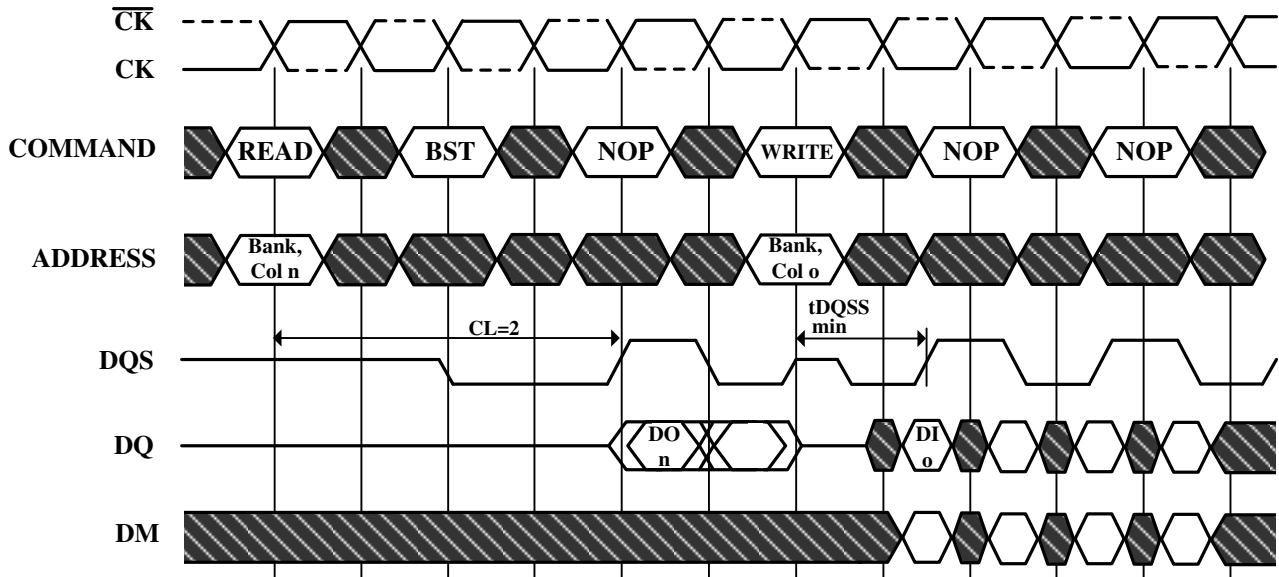 CK
CK
COMMAND READ BST NOP WRITE NOP NOP
ADDRESS Bank, Col n Bank, Col o
CL=2
tDQSS min
DQS
DQ DO n DI o
DM